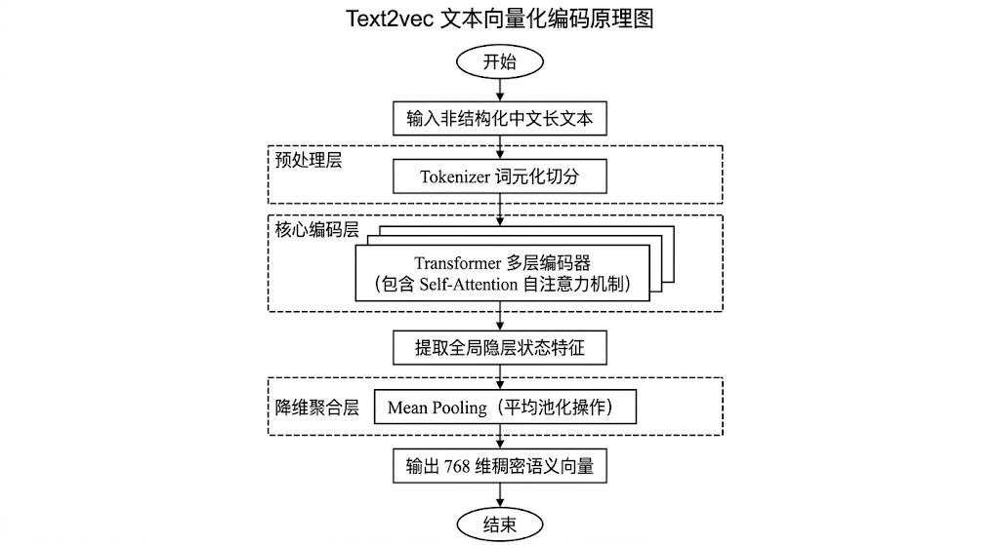 Text2vec 文本向量化编码原理图
开始
输入非结构化中文长文本
预处理层
Tokenizer 词元化切分
核心编码层
Transformer 多层编码器
（包含 Self-Attention 自注意力机制）
提取全局隐层状态特征
降维聚合层
Mean Pooling（平均池化操作）
输出 768 维稠密语义向量
结束